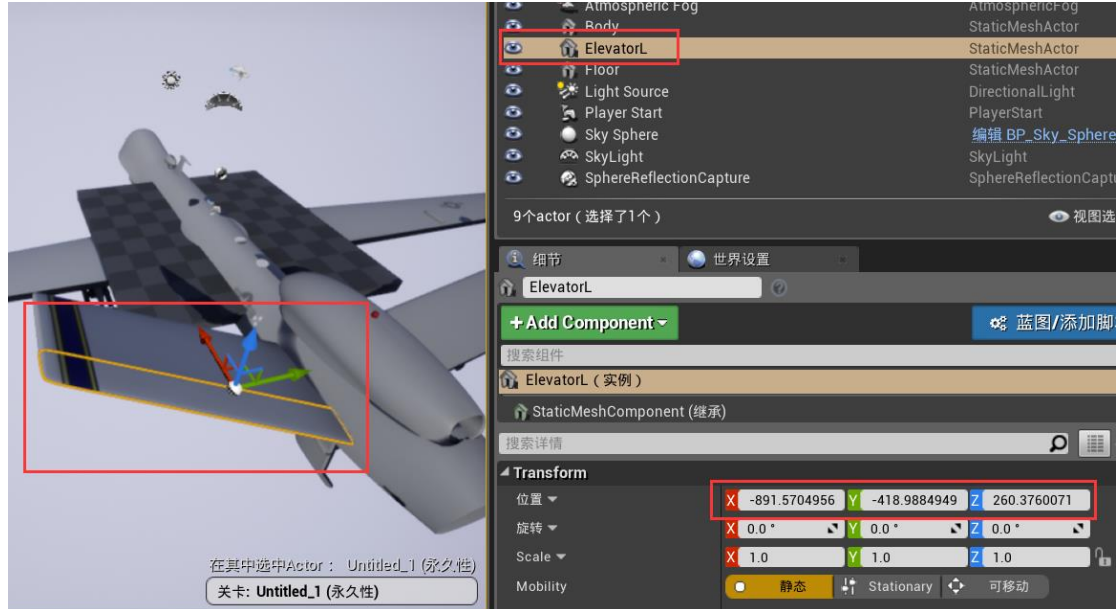 Atmospheric Fog AtmosphericFog
Body StaticMeshActor
ElevatorL StaticMeshActor
Floor StaticMeshActor
Light Source DirectionalLight
Player Start PlayerStart
Sky Sphere 编辑 BP_Sky_Sphere
SkyLight SkyLight
SphereReflectionCapture SphereReflectionCaptu
9个actor（选择了1个） 视图选
细节 世界设置
ElevatorL
+Add Component 蓝图/添加脚
搜索组件
ElevatorL（实例）
StaticMeshComponent (继承)
搜索详情
Transform
位置 X -891.5704956 Y -418.9884949 Z 260.3760071
旋转 X 0.0 ° Y 0.0 ° Z 0.0 °
Scale X 1.0 Y 1.0 Z 1.0
Mobility 静态 Stationary 可移动
在其中选中Actor： Untitled_1 (永久性)
关卡: Untitled_1 (永久性)